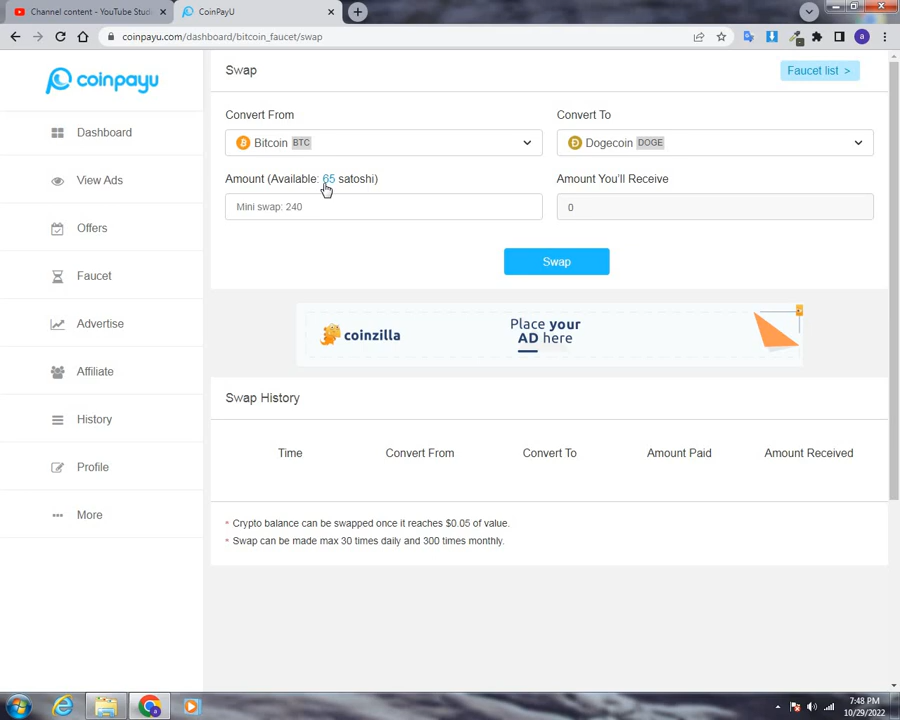 Channel content - YouTube Stud
CoinPayU
coinpayu.com/dashboard/bitcoin_faucet/swap
a
coinpayu
Dashboard
View Ads
Offers
Faucet
Advertise
Affiliate
History
Profile
More
Swap
Faucet list >
Convert From
Convert To
Bitcoin BTC
Dogecoin DOGE
Amount (Available: 65 satoshi)
Amount You'll Receive
Mini swap: 240
0
Swap
coinzilla
Place your
AD here
Swap History
Time
Convert From
Convert To
Amount Paid
Amount Received
* Crypto balance can be swapped once it reaches $0.05 of value.
* Swap can be made max 30 times daily and 300 times monthly.
7:48 PM
10/29/2022